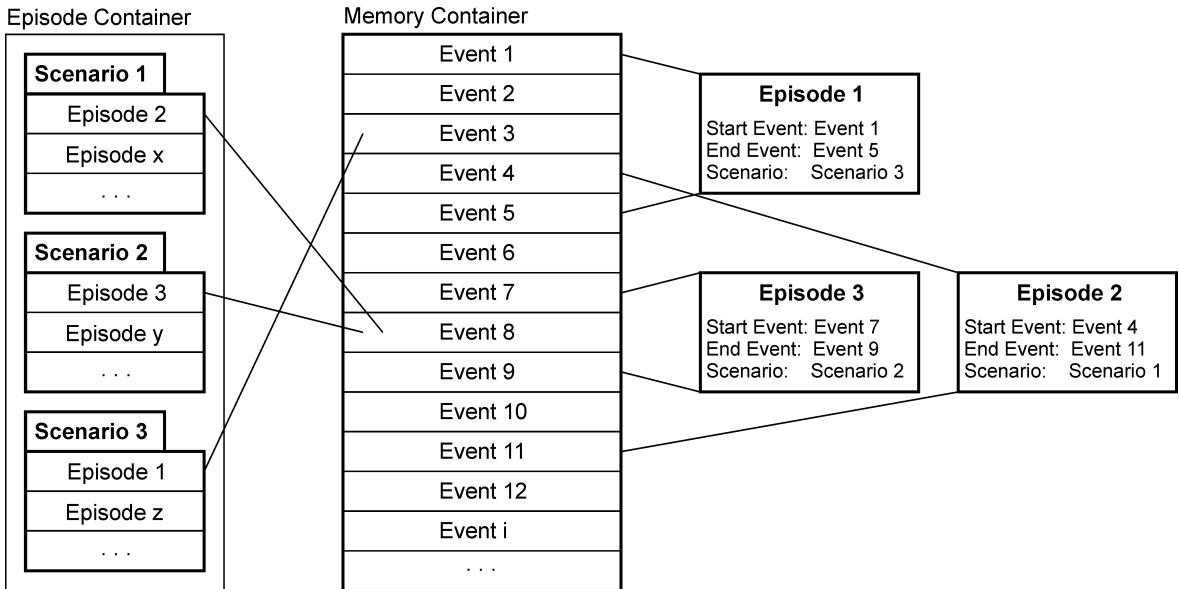 Episode Container
Scenario 1
Episode 2
Episode x
. . .
Scenario 2
Episode 3
Episode y
. . .
Scenario 3
Episode 1
Episode z
. . .
Memory Container
Event 1
Event 2
Event 3
Event 4
Event 5
Event 6
Event 7
Event 8
Event 9
Event 10
Event 11
Event 12
Event i
. . .
Episode 1
Start Event: Event 1
End Event: Event 5
Scenario: Scenario 3
Episode 3
Start Event: Event 7
End Event: Event 9
Scenario: Scenario 2
Episode 2
Start Event: Event 4
End Event: Event 11
Scenario: Scenario 1